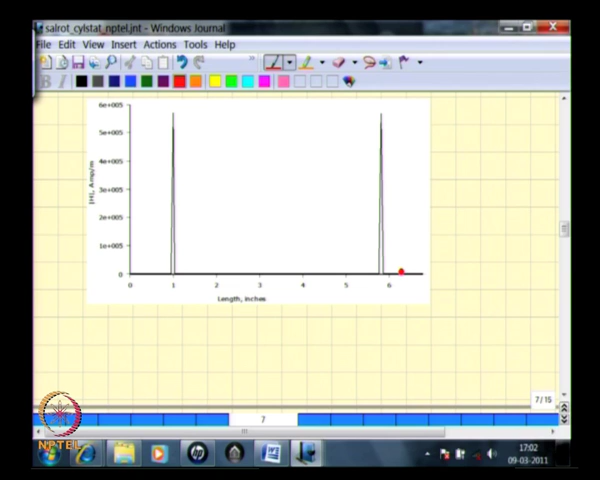 sairot_cylstat_nptel.jnt - Windows Journal
File Edit View Insert Actions Tools Help
B I
6e+005
5e+005
4e+005
3e+005
2e+005
1e+005
0
|H|, Amp/m
0 1 2 3 4 5 6
Length, inches
7/15
7
NPTEL
17:02
09-03-2011